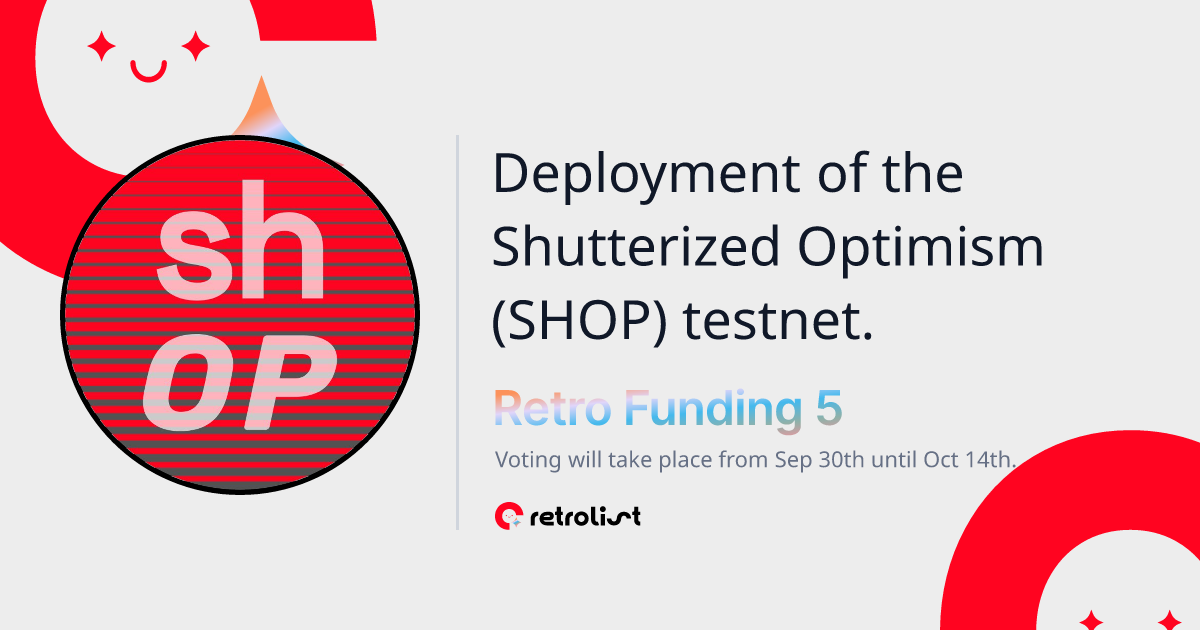 sh
OP
Deployment of the
Shutterized Optimism
(SHOP) testnet.
Retro Funding 5
Voting will take place from Sep 30th until Oct 14th.
retrolist